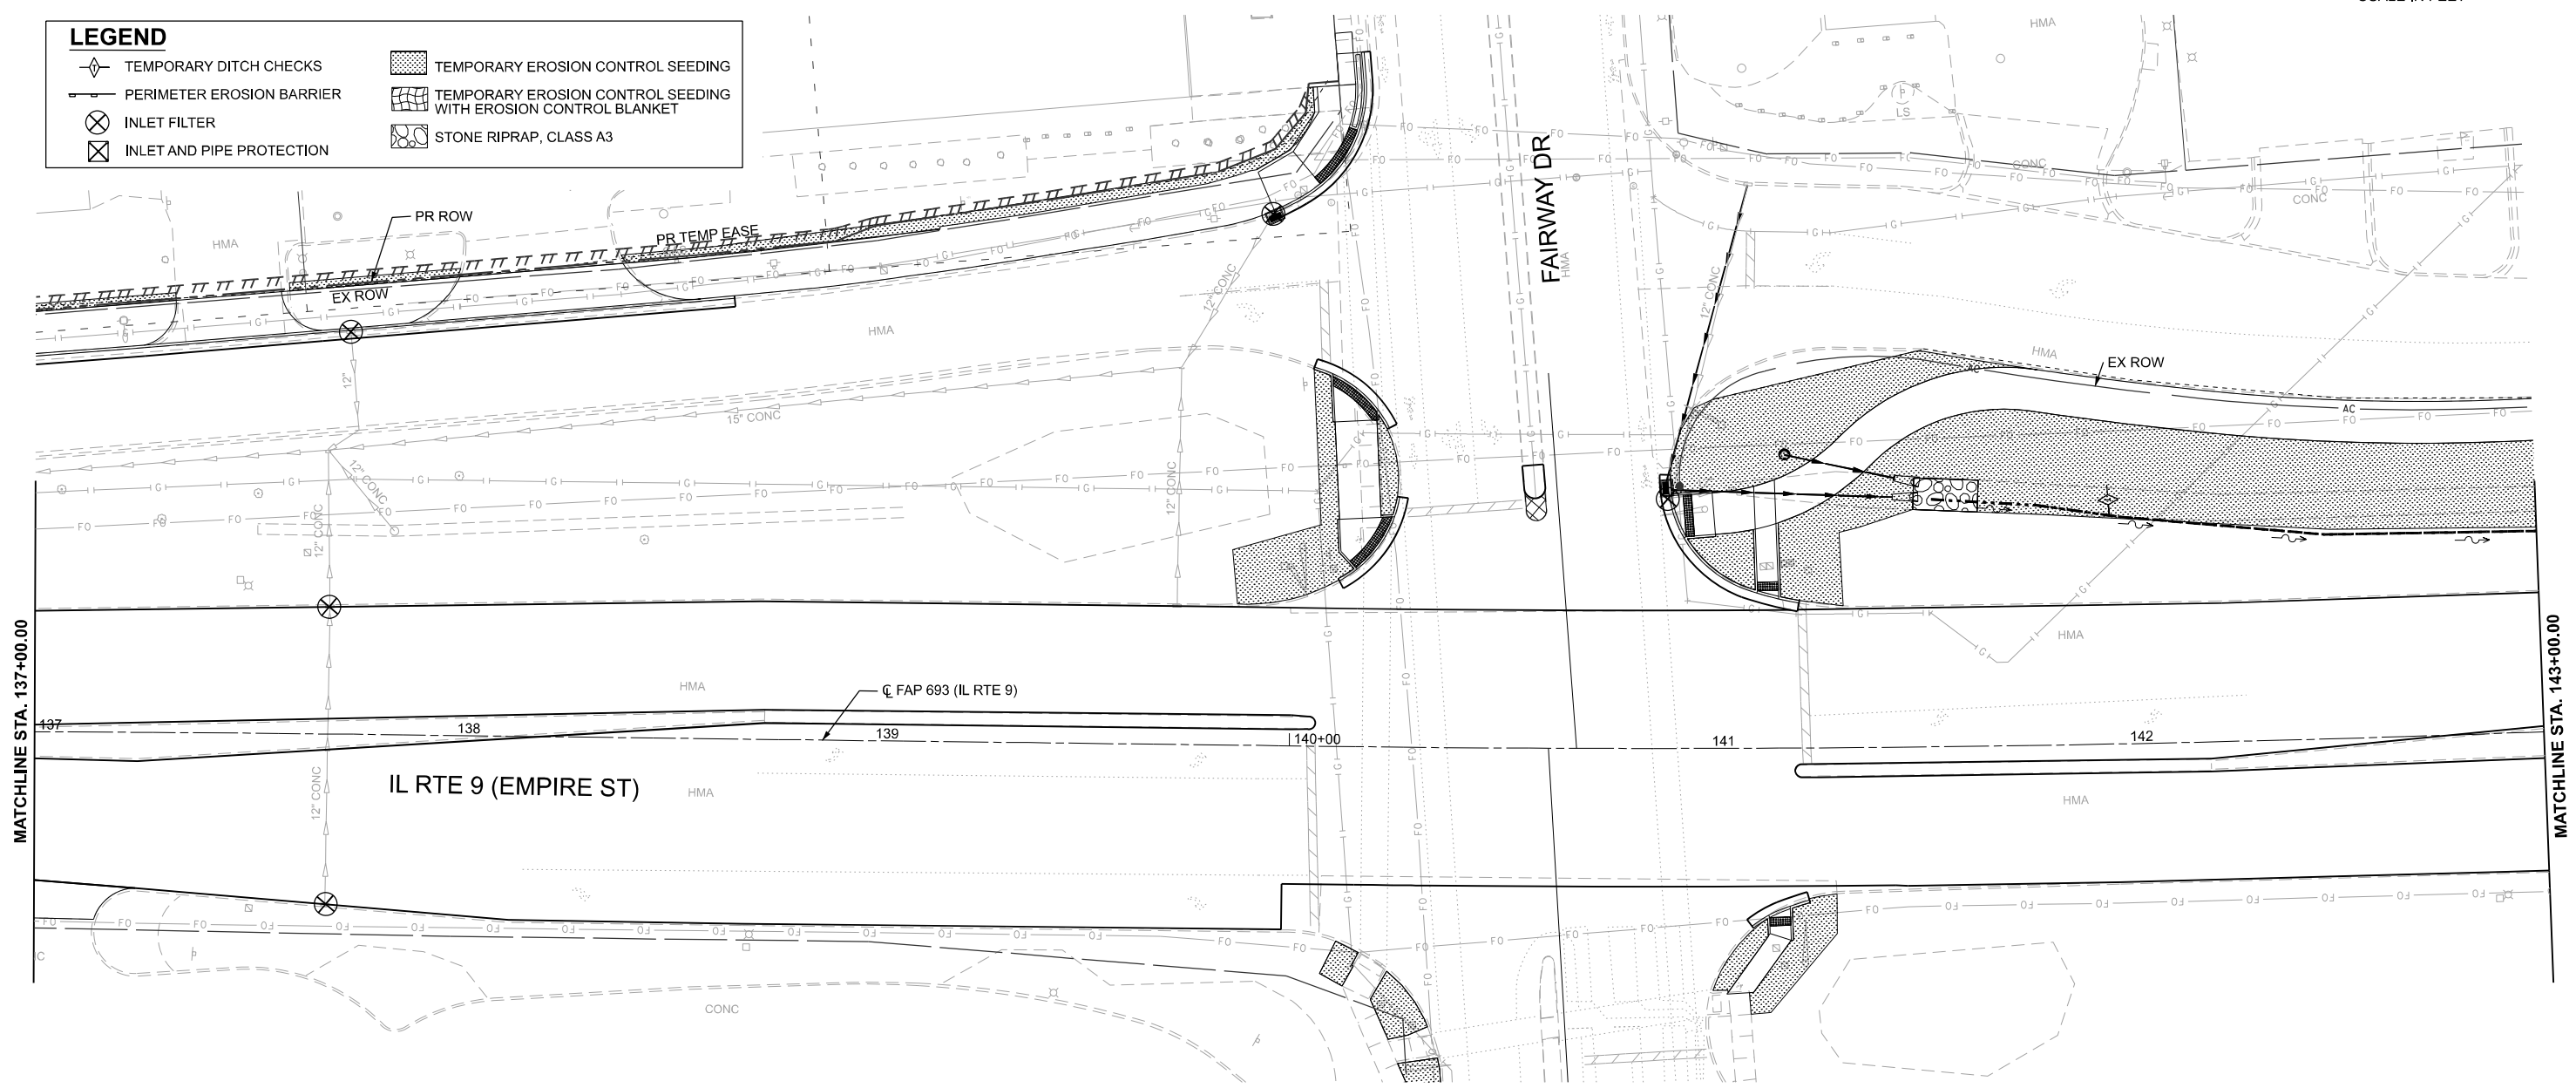 LEGEND
TEMPORARY DITCH CHECKS
PERIMETER EROSION BARRIER
INLET FILTER
INLET AND PIPE PROTECTION
TEMPORARY EROSION CONTROL SEEDING
TEMPORARY EROSION CONTROL SEEDING
WITH EROSION CONTROL BLANKET
STONE RIPRAP, CLASS A3
HMA
LS
CONC
CONC
FAIRWAY DR
HMA
PR ROW
HMA
PR TEMP EASE
EX ROW
12" CONC
12" CONC
HMA
12"
HMA
EX ROW
AC
AC
15" CONC
12" CONC
12" CONC
12" CONC
MATCHLINE STA. 137+00.00
MATCHLINE STA. 143+00.00
HMA
HMA
℄ FAP 693 (IL RTE 9)
137
138
139
140+00
141
142
IL RTE 9 (EMPIRE ST)
HMA
HMA
12" CONC
CONC